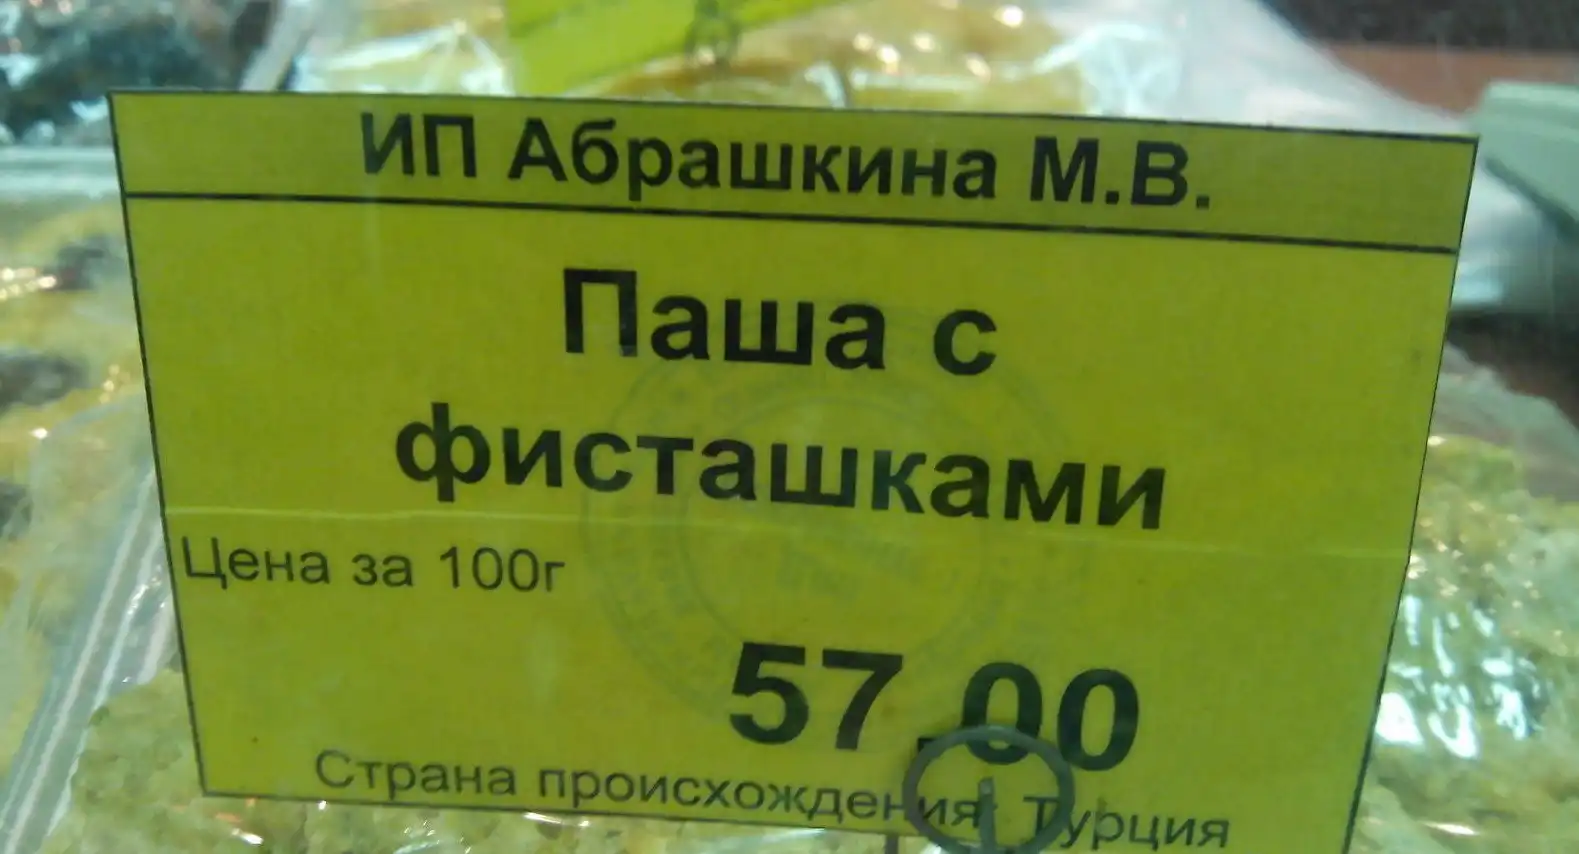 ИП Абрашкина М.В.
Паша с
фисташками
Цена за 100г
57.00
Страна происхождения: Турция